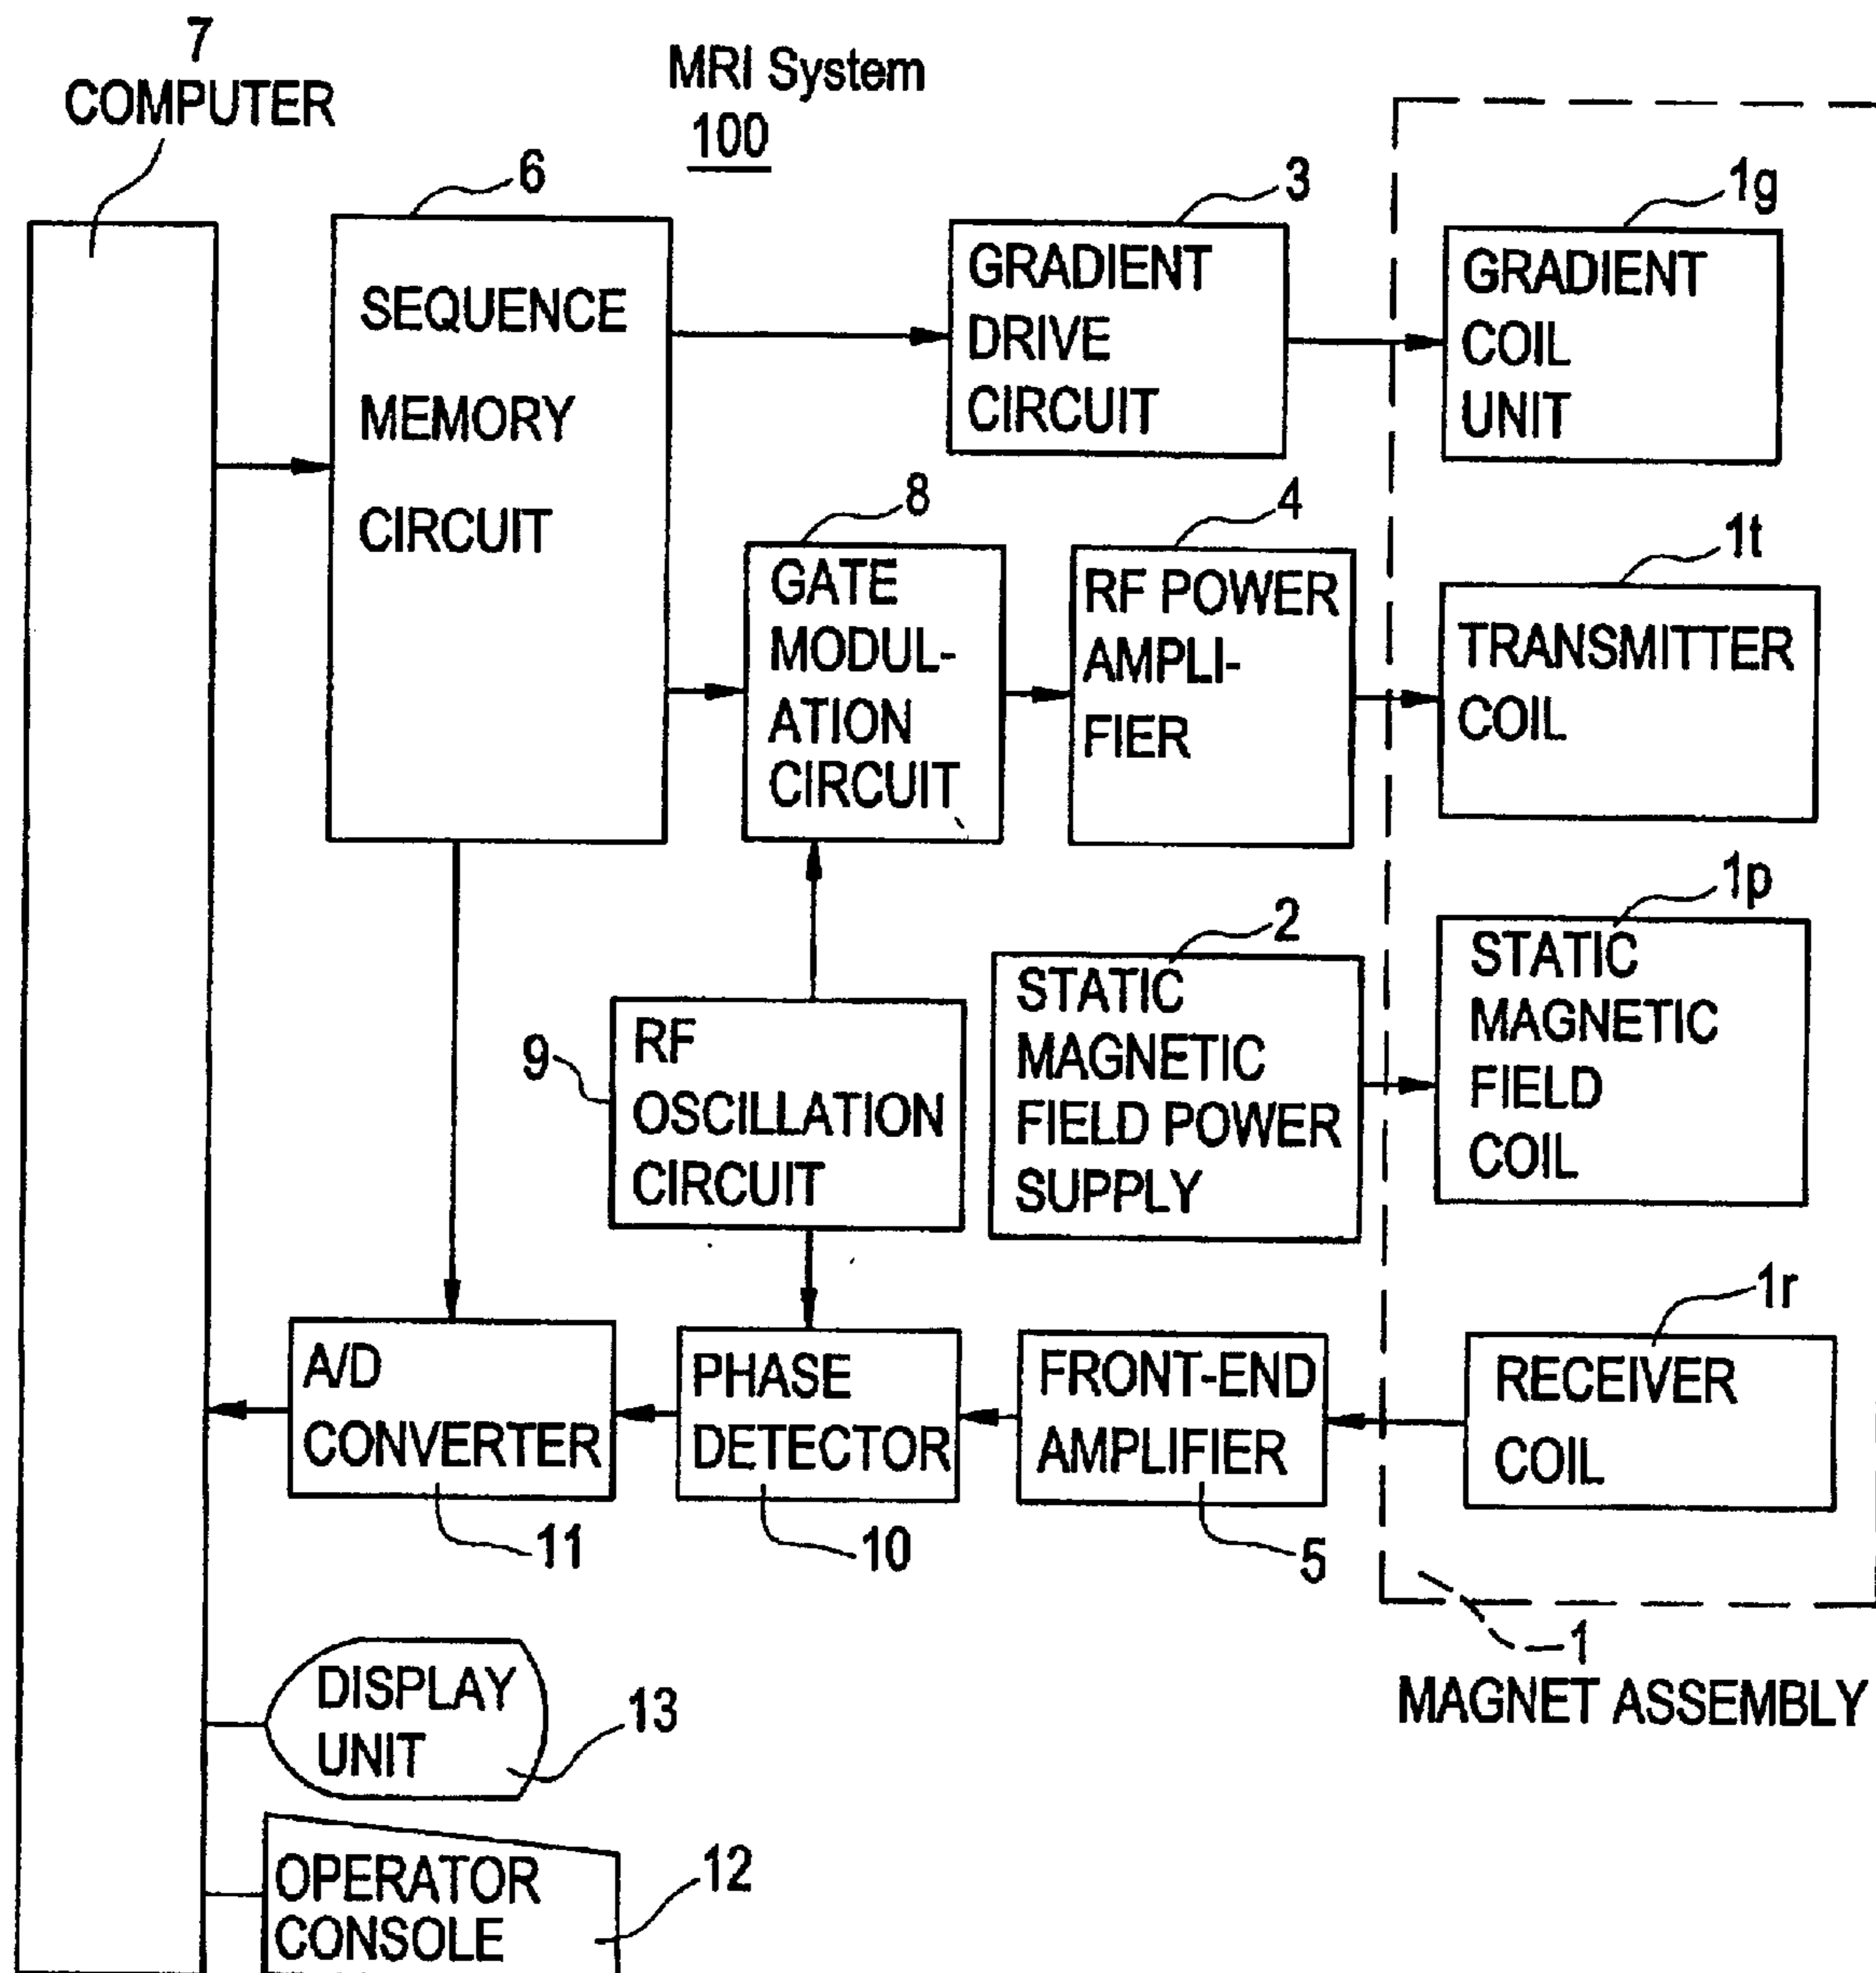 7
COMPUTER
MRI System
100
6
SEQUENCE
MEMORY
CIRCUIT
3
GRADIENT
DRIVE
CIRCUIT
1g
GRADIENT
COIL
UNIT
8
GATE
MODUL-
ATION
CIRCUIT
4
RF POWER
AMPLI-
FIER
1t
TRANSMITTER
COIL
9
RF
OSCILLATION
CIRCUIT
2
STATIC
MAGNETIC
FIELD POWER
SUPPLY
1p
STATIC
MAGNETIC
FIELD
COIL
A/D
CONVERTER
11
PHASE
DETECTOR
10
FRONT-END
AMPLIFIER
5
1r
RECEIVER
COIL
1
MAGNET ASSEMBLY
DISPLAY
UNIT
13
OPERATOR
CONSOLE
12